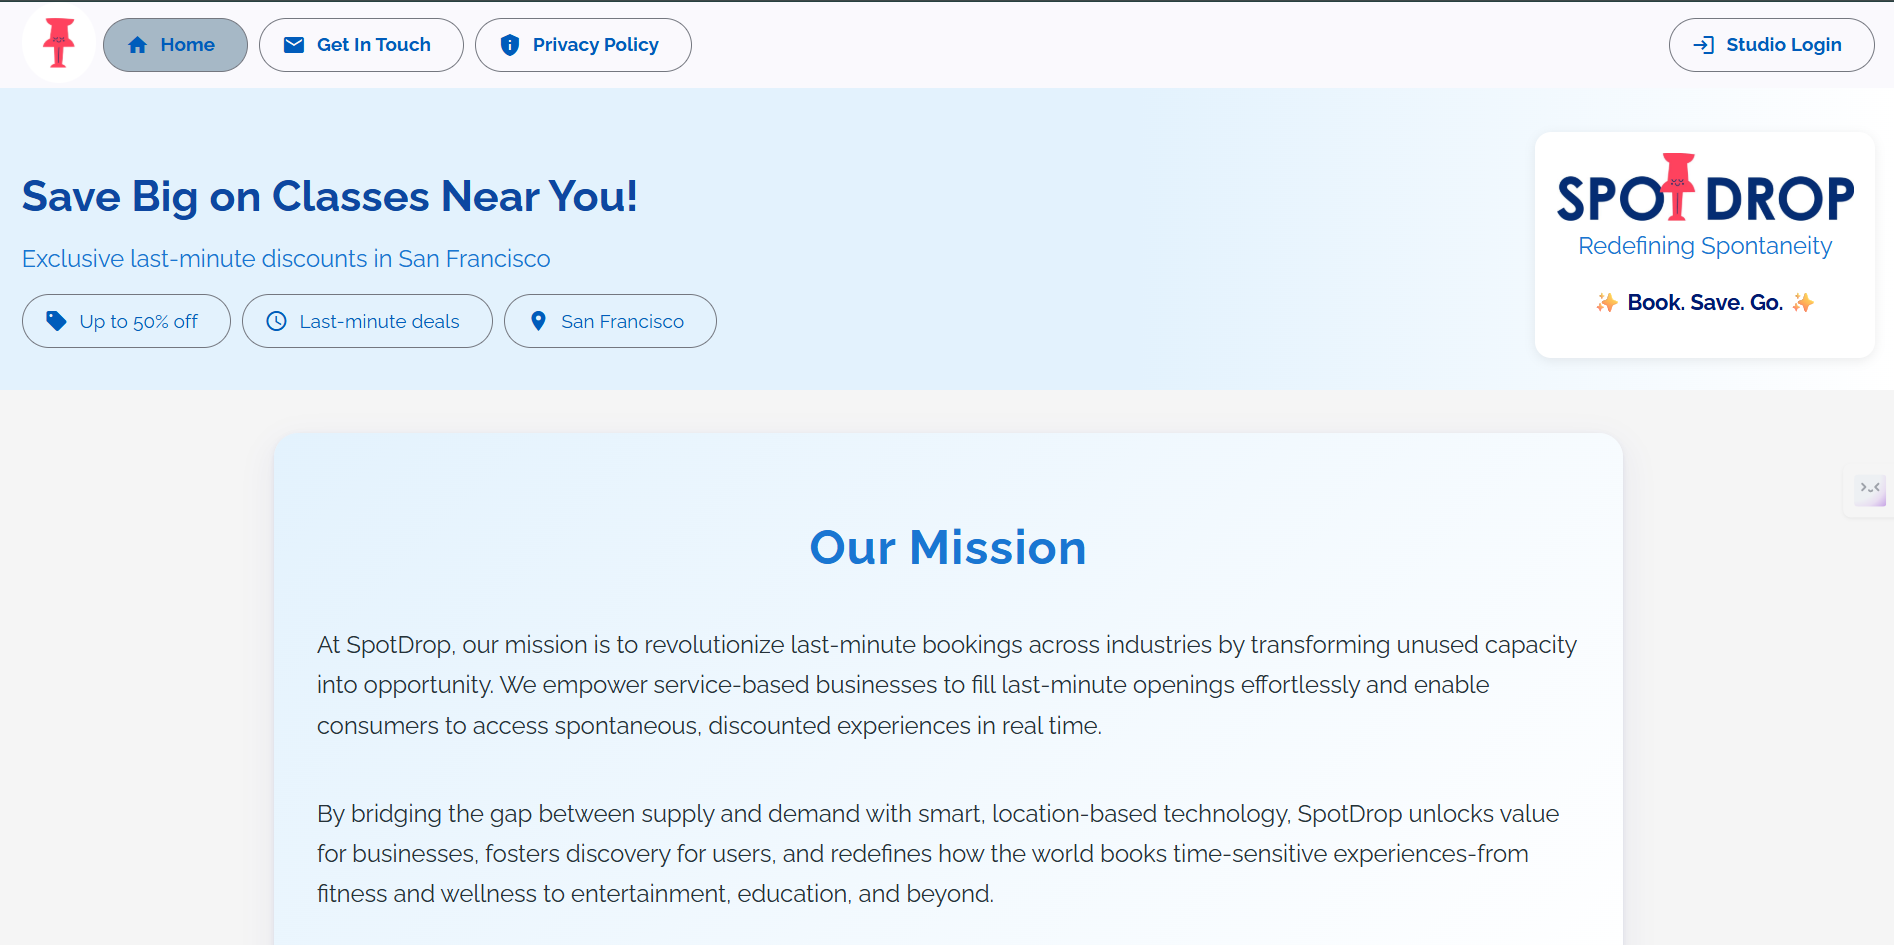 Home
Get In Touch
Privacy Policy
Studio Login
Save Big on Classes Near You!
Exclusive last-minute discounts in San Francisco
Up to 50% off
Last-minute deals
San Francisco
SPOTDROP
Redefining Spontaneity
✨ Book. Save. Go. ✨
Our Mission
At SpotDrop, our mission is to revolutionize last-minute bookings across industries by transforming unused capacity
into opportunity. We empower service-based businesses to fill last-minute openings effortlessly and enable
consumers to access spontaneous, discounted experiences in real time.
By bridging the gap between supply and demand with smart, location-based technology, SpotDrop unlocks value
for businesses, fosters discovery for users, and redefines how the world books time-sensitive experiences-from
fitness and wellness to entertainment, education, and beyond.